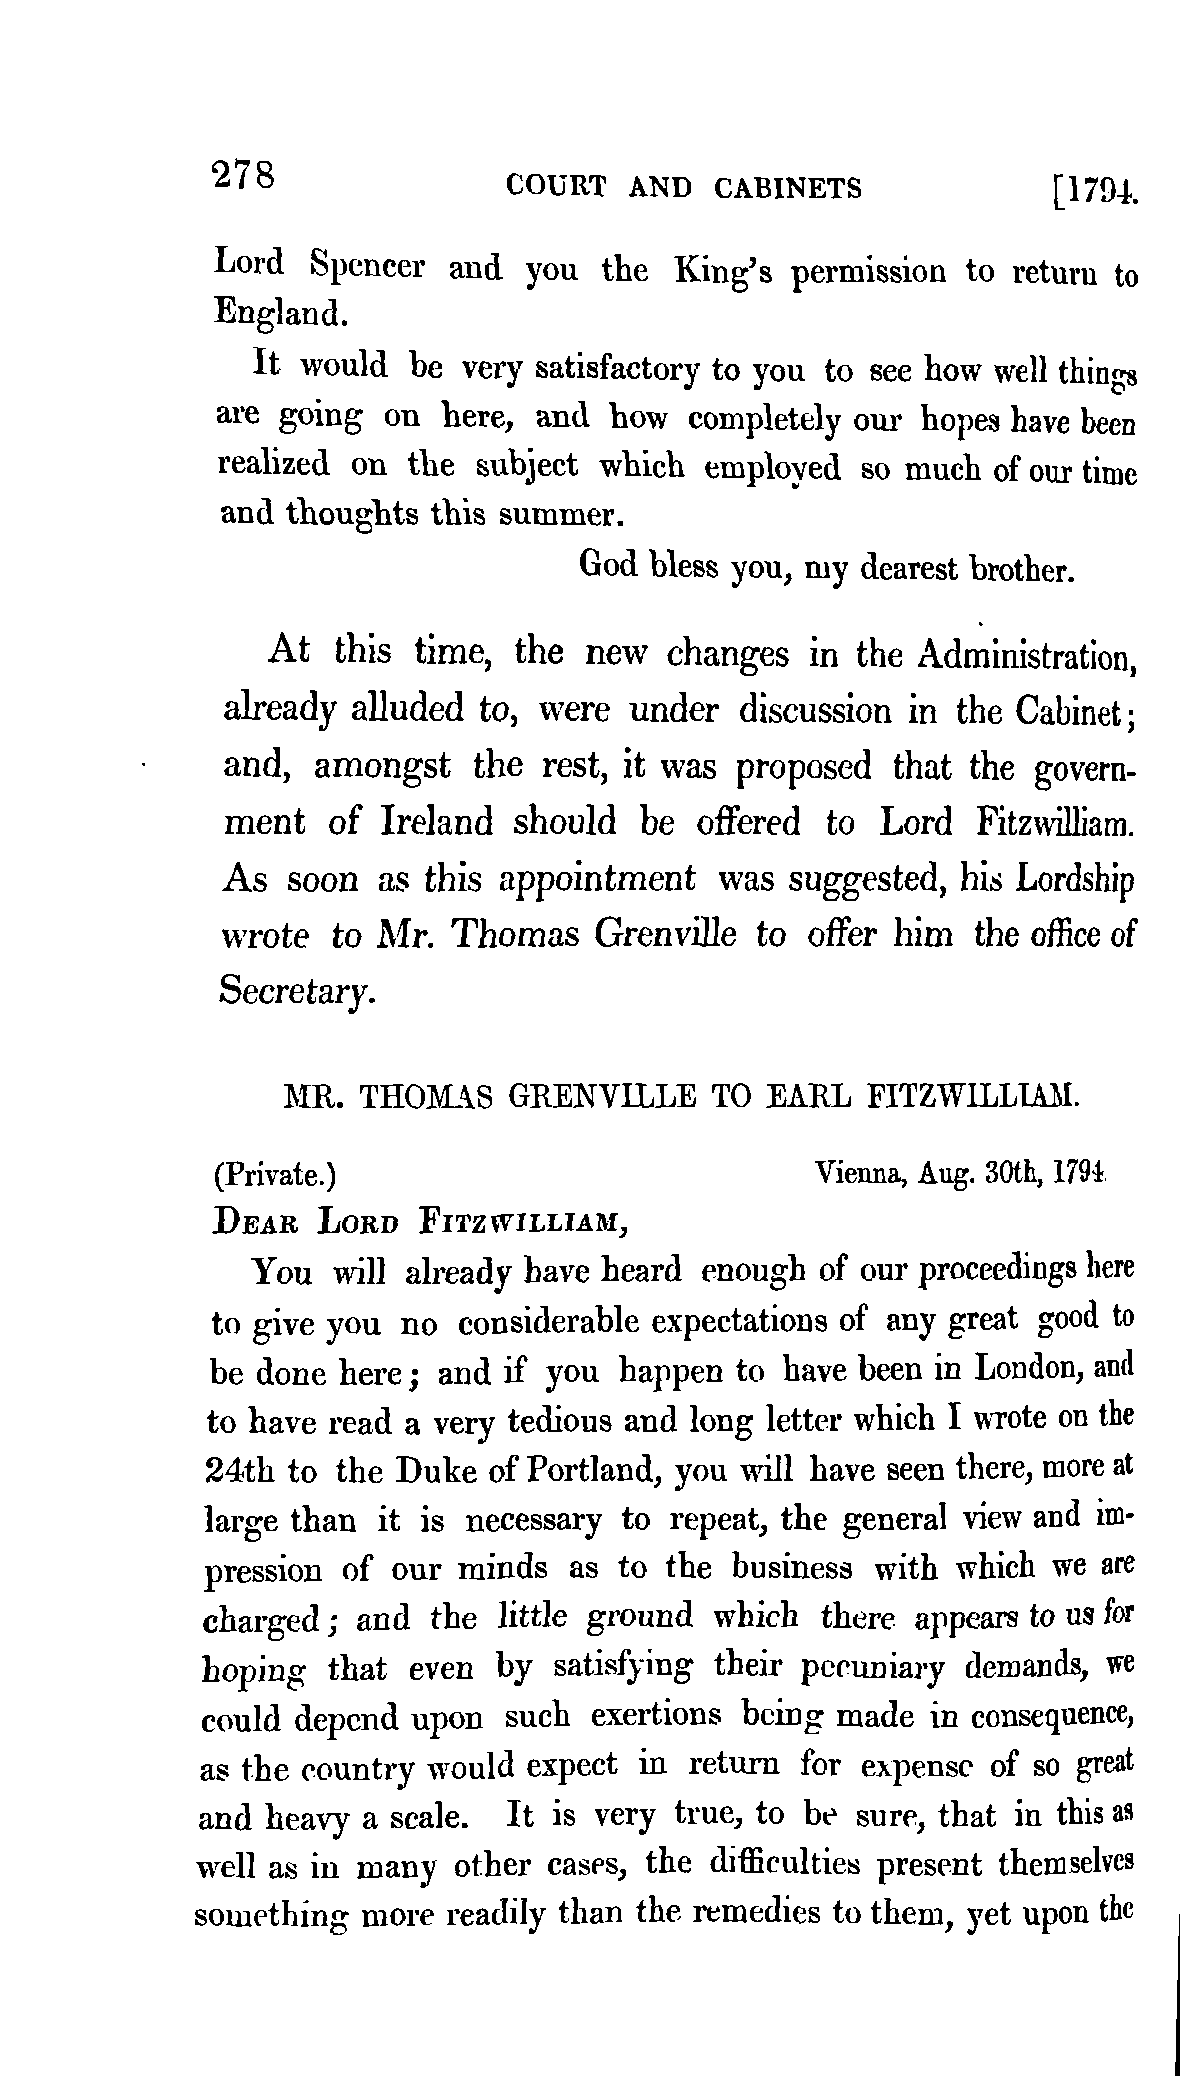 278 COURT AND CABINETS [1794.
Lord Spencer and you the King's permission to return to
England.
It would be very satisfactory to you to see how well things
are going on here, and how completely our hopes have been
realized on the subject which employed so much of our time
and thoughts this summer.
God bless you, my dearest brother.
At this time, the new changes in the Administration,
already alluded to, were under discussion in the Cabinet;
and, amongst the rest, it was proposed that the govern-
ment of Ireland should be offered to Lord Fitzwilliam.
As soon as this appointment was suggested, his Lordship
wrote to Mr. Thomas Grenville to offer him the office of
Secretary.
MR. THOMAS GRENVILLE TO EARL FITZWILLIAM.
(Private.) Vienna, Aug. 30th, 1794.
DEAR LORD FITZWILLIAM,
You will already have heard enough of our proceedings here
to give you no considerable expectations of any great good to
be done here; and if you happen to have been in London, and
to have read a very tedious and long letter which I wrote on the
24th to the Duke of Portland, you will have seen there, more at
large than it is necessary to repeat, the general view and im-
pression of our minds as to the business with which we are
charged; and the little ground which there appears to us for
hoping that even by satisfying their pecuniary demands, we
could depend upon such exertions being made in consequence,
as the country would expect in return for expense of so great
and heavy a scale. It is very true, to be sure, that in this as
well as in many other cases, the difficulties present themselves
something more readily than the remedies to them, yet upon the